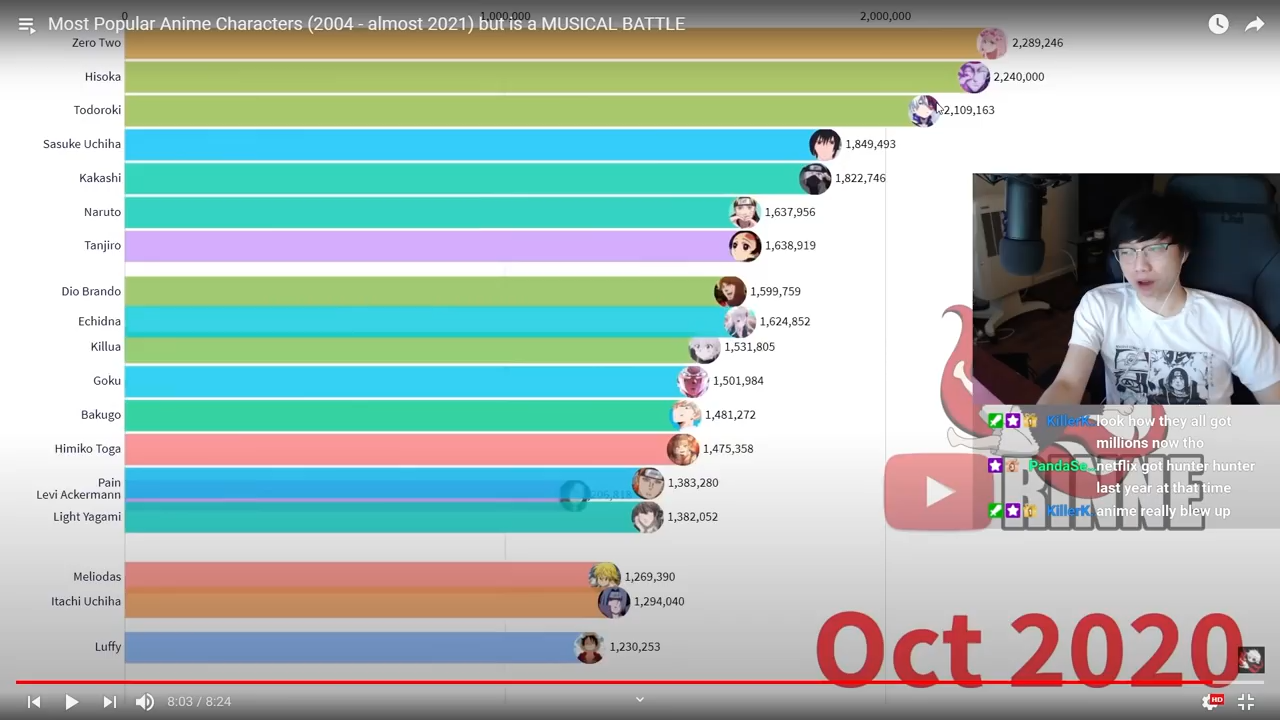 0 1,000,000 2,000,000
Most Popular Anime Characters (2004 - almost 2021) but is a MUSICAL BATTLE
Zero Two 2,289,246
Hisoka 2,240,000
Todoroki 2,109,163
Sasuke Uchiha 1,849,493
Kakashi 1,822,746
Naruto 1,637,956
Tanjiro 1,638,919
Dio Brando 1,599,759
Echidna 1,624,852
Killua 1,531,805
Goku 1,501,984
Bakugo 1,481,272
Himiko Toga 1,475,358
Pain 1,383,280
Levi Ackermann
Light Yagami 1,382,052
Meliodas 1,269,390
Itachi Uchiha 1,294,040
Luffy 1,230,253
KillerK look how they all got
millions now tho
PandaSe netflix got hunter hunter
last year at that time
KillerK anime really blew up
RINNE
Oct 2020
8:03 / 8:24
HD